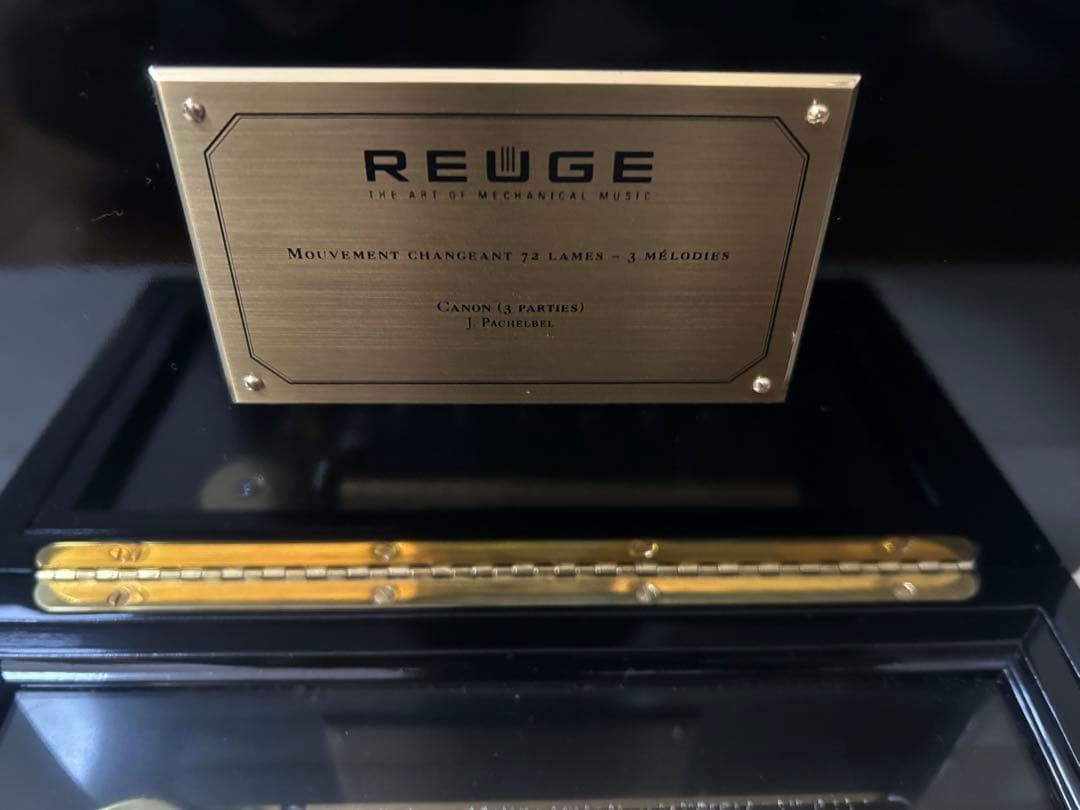 REUGE
THE ART OF MECHANICAL MUSIC
MOUVEMENT CHANGEANT 72 LAMES – 3 MÉLODIES
CANON (3 PARTIES)
J. PACHELBEL